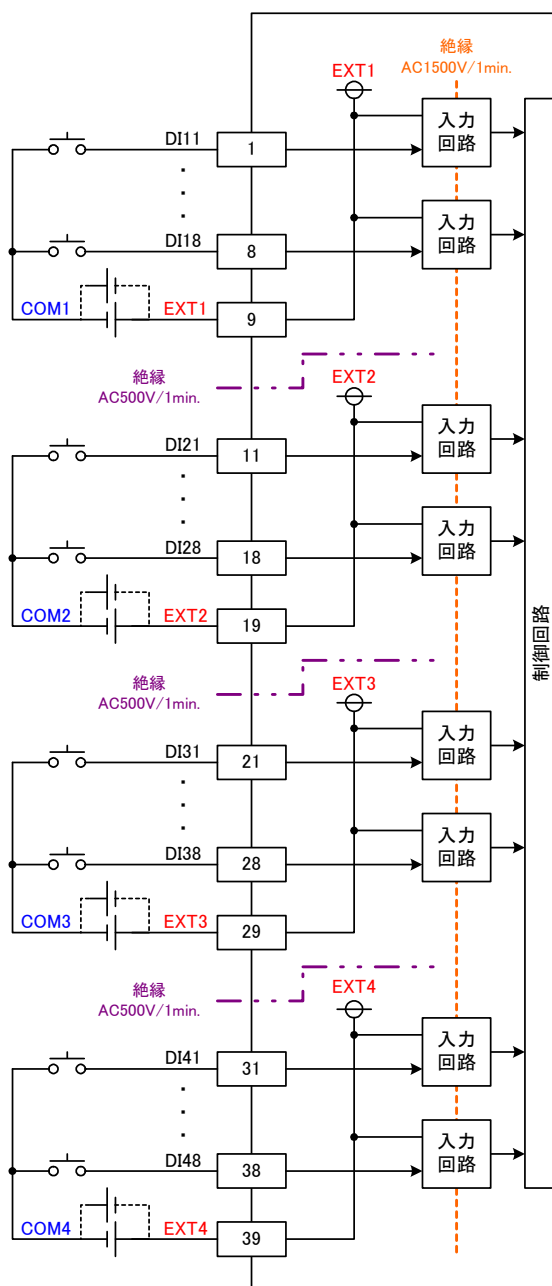 絶縁
AC1500V/1min.
EXT1
入力
回路
DI11
1
入力
回路
DI18
8
COM1
EXT1
9
絶縁
AC500V/1min.
EXT2
入力
回路
DI21
11
入力
回路
DI28
18
COM2
EXT2
19
制御回路
絶縁
AC500V/1min.
EXT3
入力
回路
DI31
21
入力
回路
DI38
28
COM3
EXT3
29
絶縁
AC500V/1min.
EXT4
入力
回路
DI41
31
入力
回路
DI48
38
COM4
EXT4
39